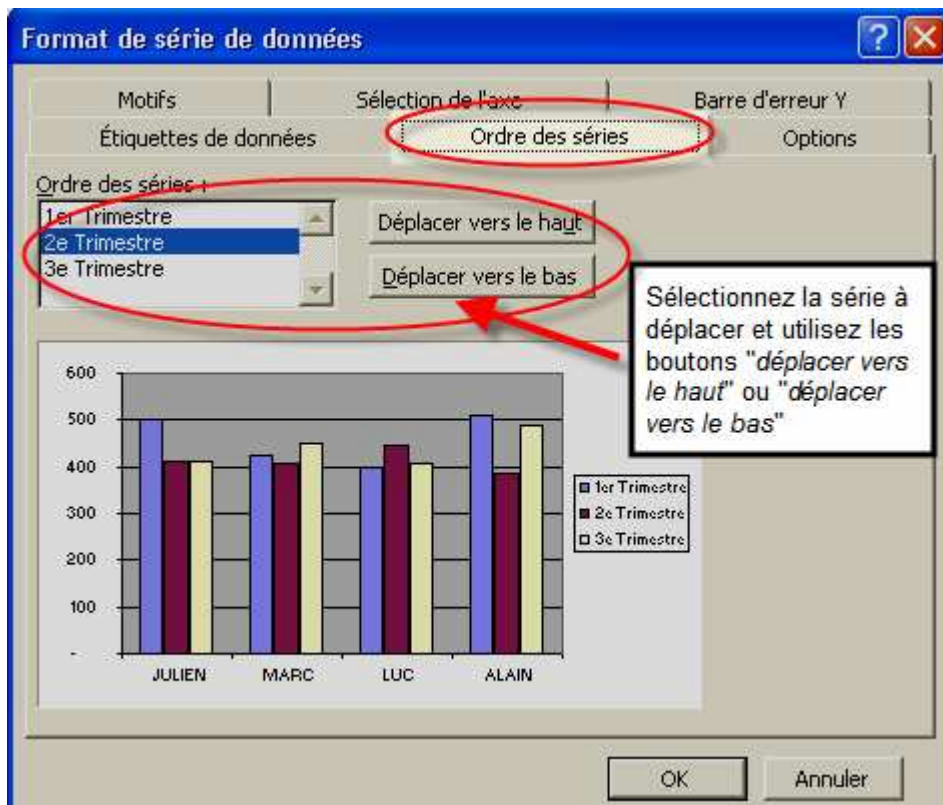 Format de série de données
Motifs
Sélection de l'axe
Barre d'erreur Y
Étiquettes de données
Ordre des séries
Options
Ordre des séries :
1er Trimestre
2e Trimestre
3e Trimestre
Déplacer vers le haut
Déplacer vers le bas
Sélectionnez la série à
déplacer et utilisez les
boutons "déplacer vers
le haut" ou "déplacer
vers le bas"
600
500
400
300
200
100
-
JULIEN MARC LUC ALAIN
1er Trimestre
2e Trimestre
3e Trimestre
OK
Annuler